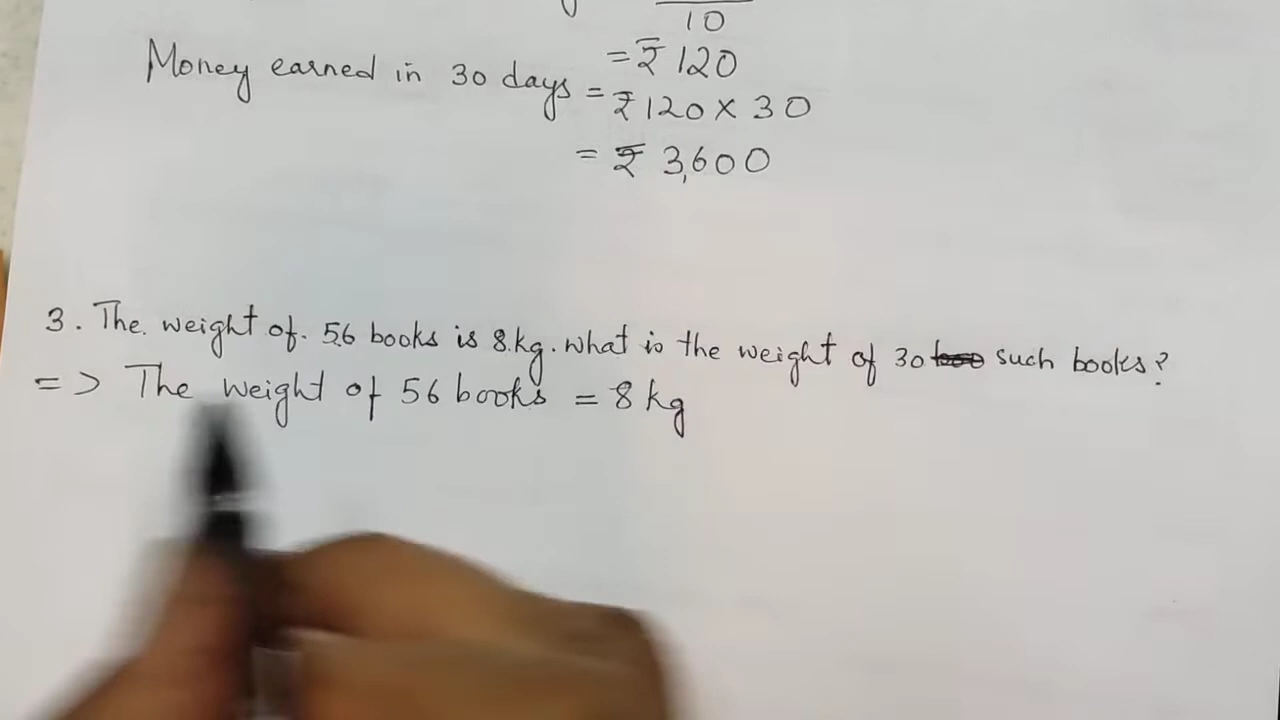 10
= ₹ 120
Money earned in 30 days = ₹ 120 × 30
= ₹ 3,600
3. The weight of 56 books is 8 kg. what is the weight of 30 such books?
=> The weight of 56 books = 8 kg